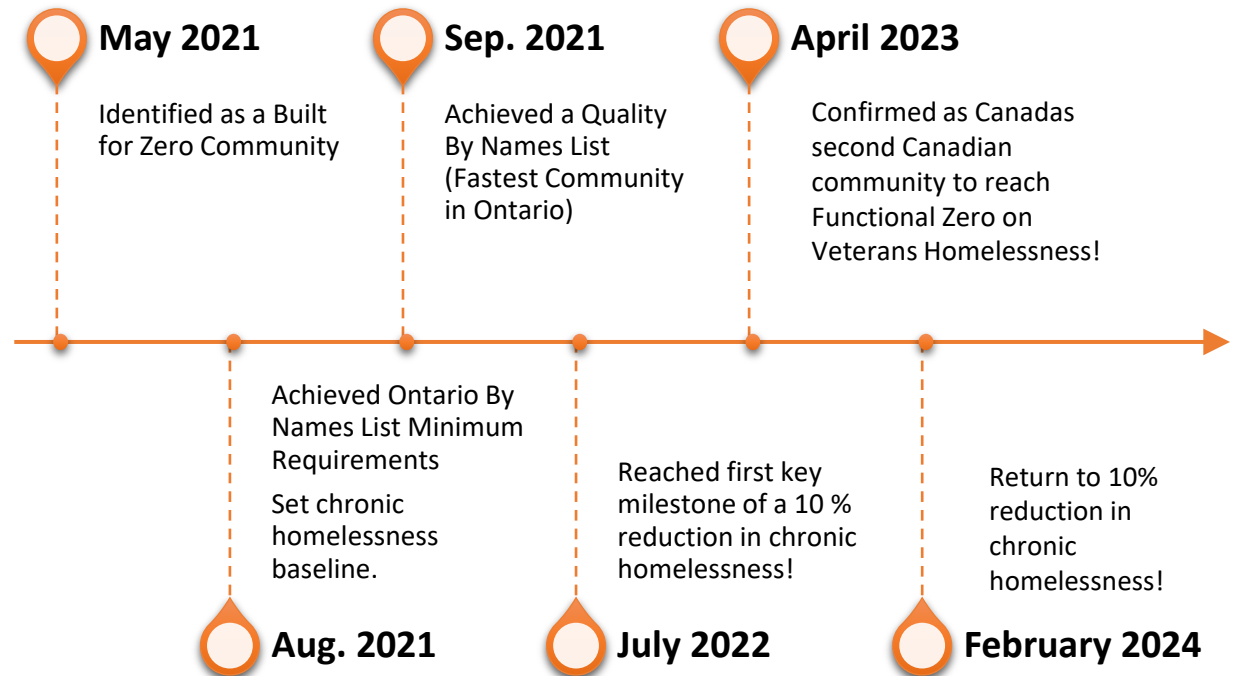 May 2021
Identified as a Built
for Zero Community
Sep. 2021
Achieved a Quality
By Names List
(Fastest Community
in Ontario)
April 2023
Confirmed as Canadas
second Canadian
community to reach
Functional Zero on
Veterans Homelessness!
Achieved Ontario By
Names List Minimum
Requirements
Set chronic
homelessness
baseline.
Aug. 2021
Reached first key
milestone of a 10 %
reduction in chronic
homelessness!
July 2022
Return to 10%
reduction in
chronic
homelessness!
February 2024